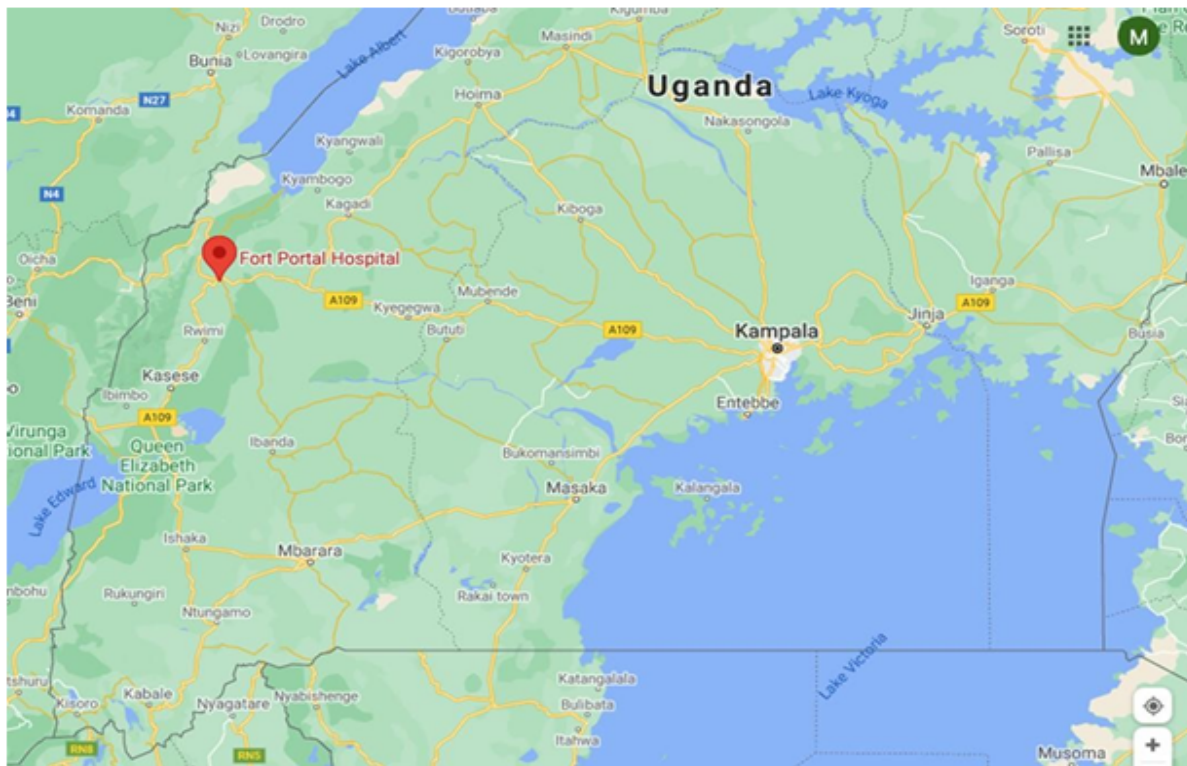 Drodro
Nizi
Lovangira
Bunia
Lake Albert
Kigorobya
Masindi
Kigumba
Soroti
M
Uganda
N27
Komanda
Hoima
Lake Kyoga
Nakasongola
Kyangwali
Pallisa
Mbale
N4
Kyambogo
Kagadi
Kiboga
Oicha
Fort Portal Hospital
Beni
A109
Kyegegwa
Mubende
Iganga
A109
Rwimi
Bututi
A109
Kampala
Jinja
Busia
Kasese
Ibimbo
Entebbe
A109
Virunga
ional Park
Queen
Elizabeth
National Park
Ibanda
Bukomansimbi
Lake Edward
Masaka
Kalangala
Ishaka
Mbarara
Kyotera
Rukungiri
Rakai town
Ntungamo
Lake Victoria
Kabale
Kisoro
Nyagatare
Nyabishenge
Katangalala
Bulibata
Itahwa
RN8
RN5
Musoma